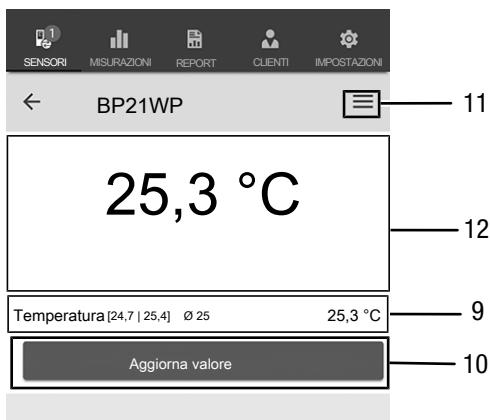 1
SENSORI MISURAZIONI REPORT CLIENTI IMPOSTAZIONI
BP21WP
11
25,3 °C
12
Temperatura [24,7 | 25,4] Ø 25 25,3 °C
9
Aggiorna valore
10